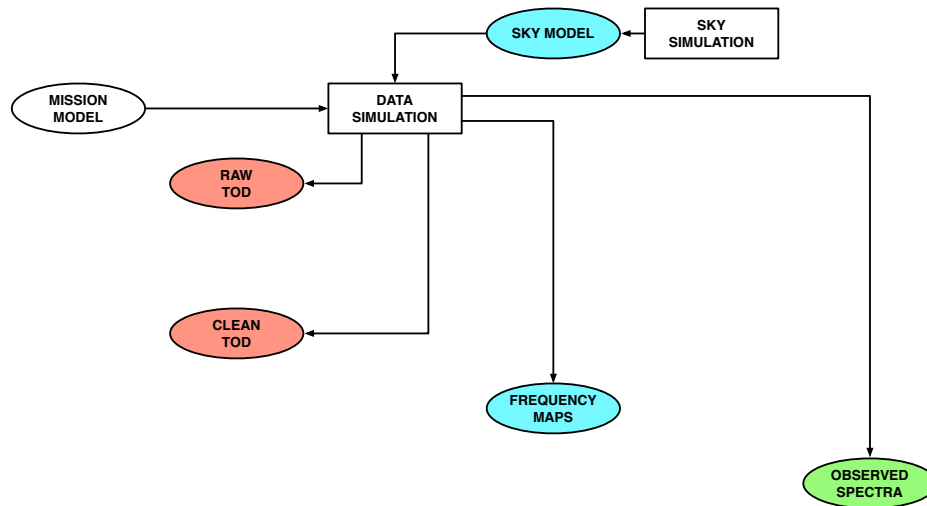 SKY MODEL
SKY
SIMULATION
MISSION
MODEL
DATA
SIMULATION
RAW
TOD
CLEAN
TOD
FREQUENCY
MAPS
OBSERVED
SPECTRA